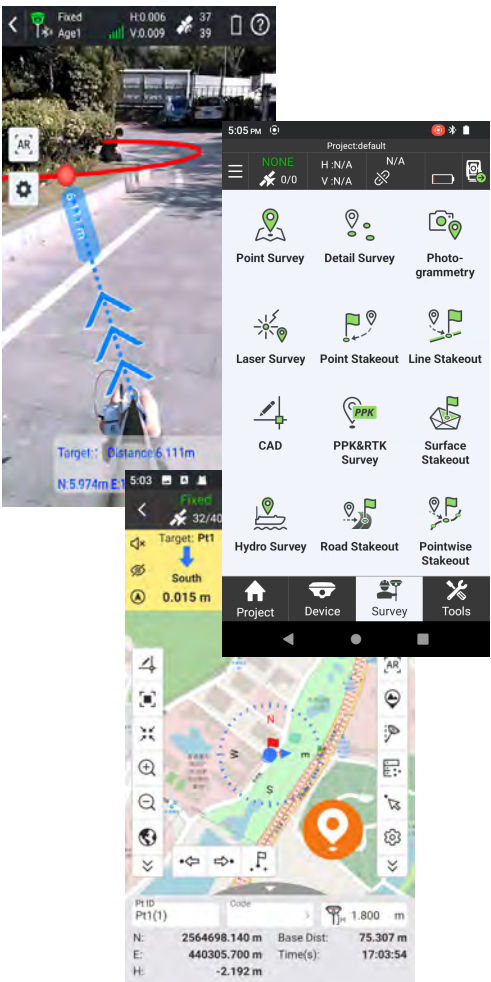 Fixed
Age1
H:0.006
V:0.009
37
39
AR
6.111 m
Target:
Distance:6.111m
N:5.974m
5:05 PM
Project:default
NONE
0/0
H :N/A
V :N/A
N/A
Point Survey
Detail Survey
Photo-
grammetry
Laser Survey
Point Stakeout
Line Stakeout
CAD
PPK
PPK&RTK
Survey
Surface
Stakeout
Hydro Survey
Road Stakeout
Pointwise
Stakeout
Project
Device
Survey
Tools
5:03
Fixed
32/40
Target: Pt1
South
0.015 m
AR
N
W
E
S
Pt ID
Pt1(1)
Code
H
1.800 m
N: 2564698.140 m Base Dist: 75.307 m
E: 440305.700 m Time(s): 17:03:54
H: -2.192 m